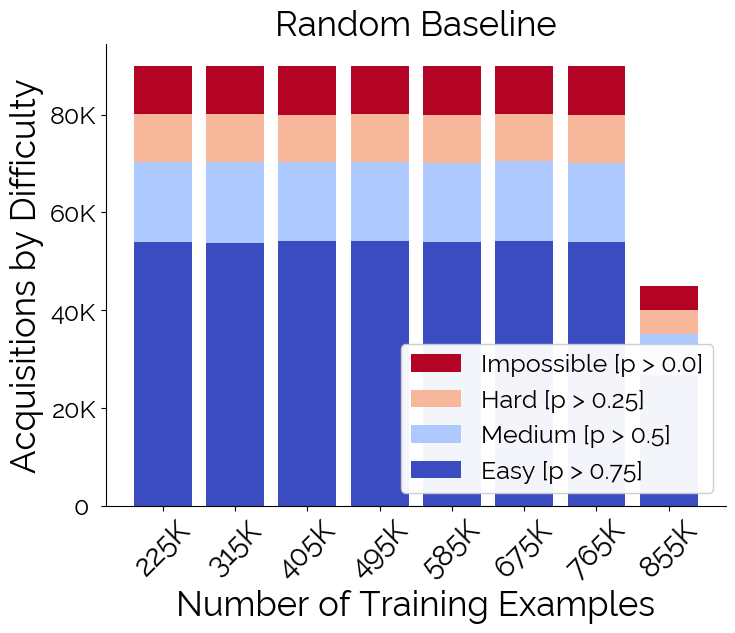 Random Baseline
Acquisitions by Difficulty
80K
60K
40K
20K
0
Impossible [p > 0.0]
Hard [p > 0.25]
Medium [p > 0.5]
Easy [p > 0.75]
225K
315K
405K
495K
585K
675K
765K
855K
Number of Training Examples